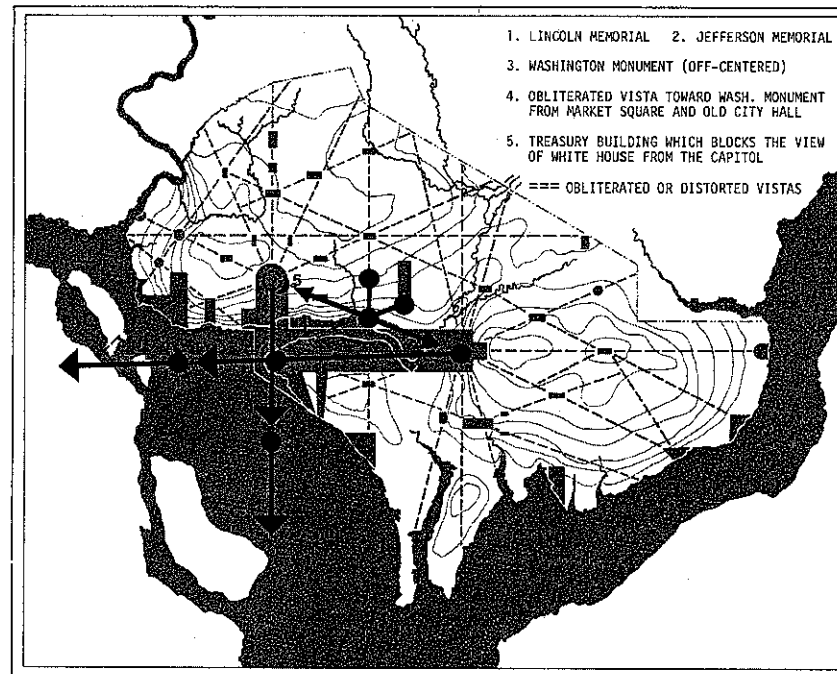 1. LINCOLN MEMORIAL 2. JEFFERSON MEMORIAL
3. WASHINGTON MONUMENT (OFF-CENTERED)
4. OBLITERATED VISTA TOWARD WASH. MONUMENT
FROM MARKET SQUARE AND OLD CITY HALL
5. TREASURY BUILDING WHICH BLOCKS THE VIEW
OF WHITE HOUSE FROM THE CAPITOL
=== OBLITERATED OR DISTORTED VISTAS
5